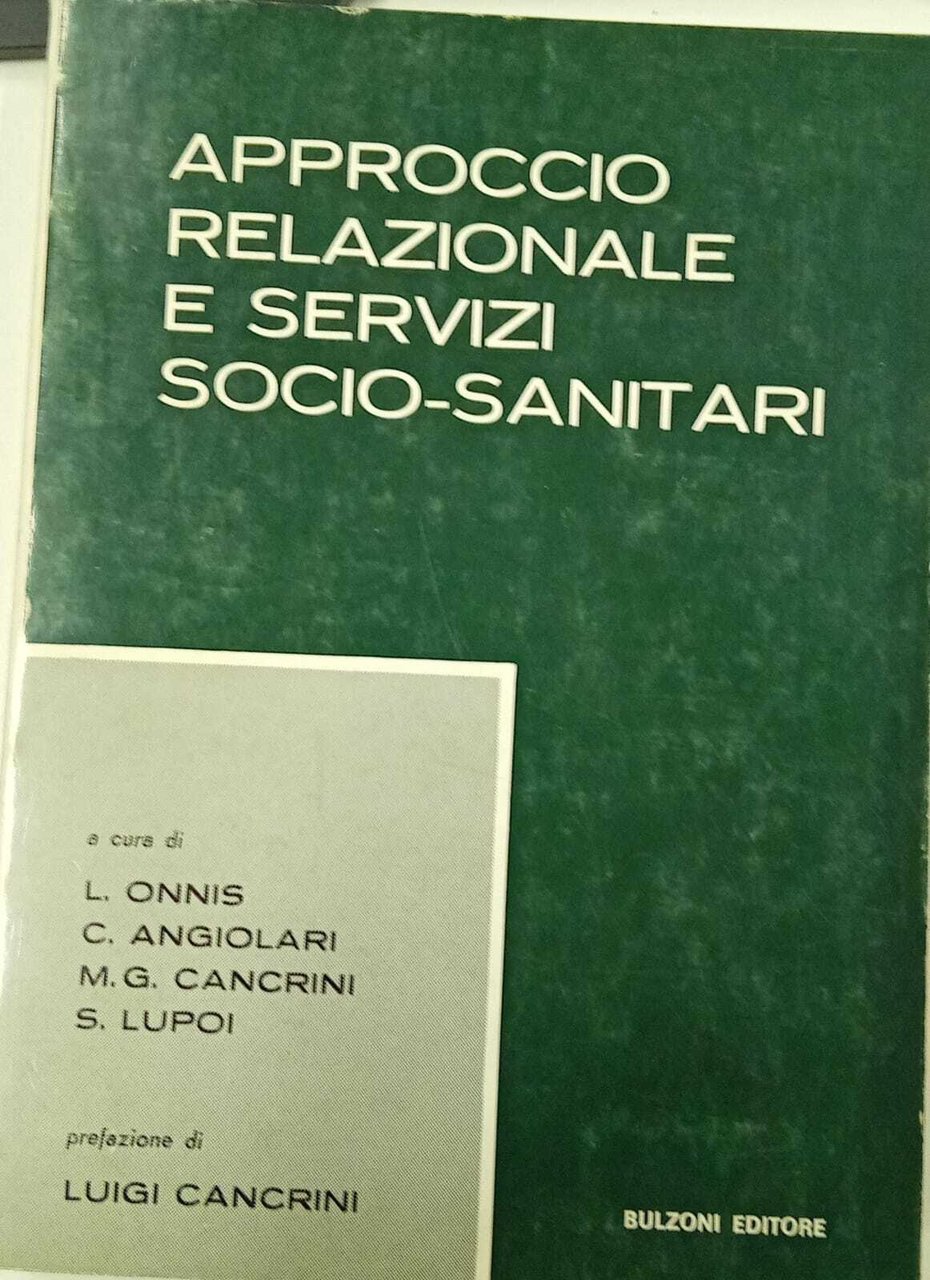 APPROCCIO
RELAZIONALE
E SERVIZI
SOCIO-SANITARI
a cura di
L. ONNIS
C. ANGIOLARI
M. G. CANCRINI
S. LUPOI
prefazione di
LUIGI CANCRINI
BULZONI EDITORE